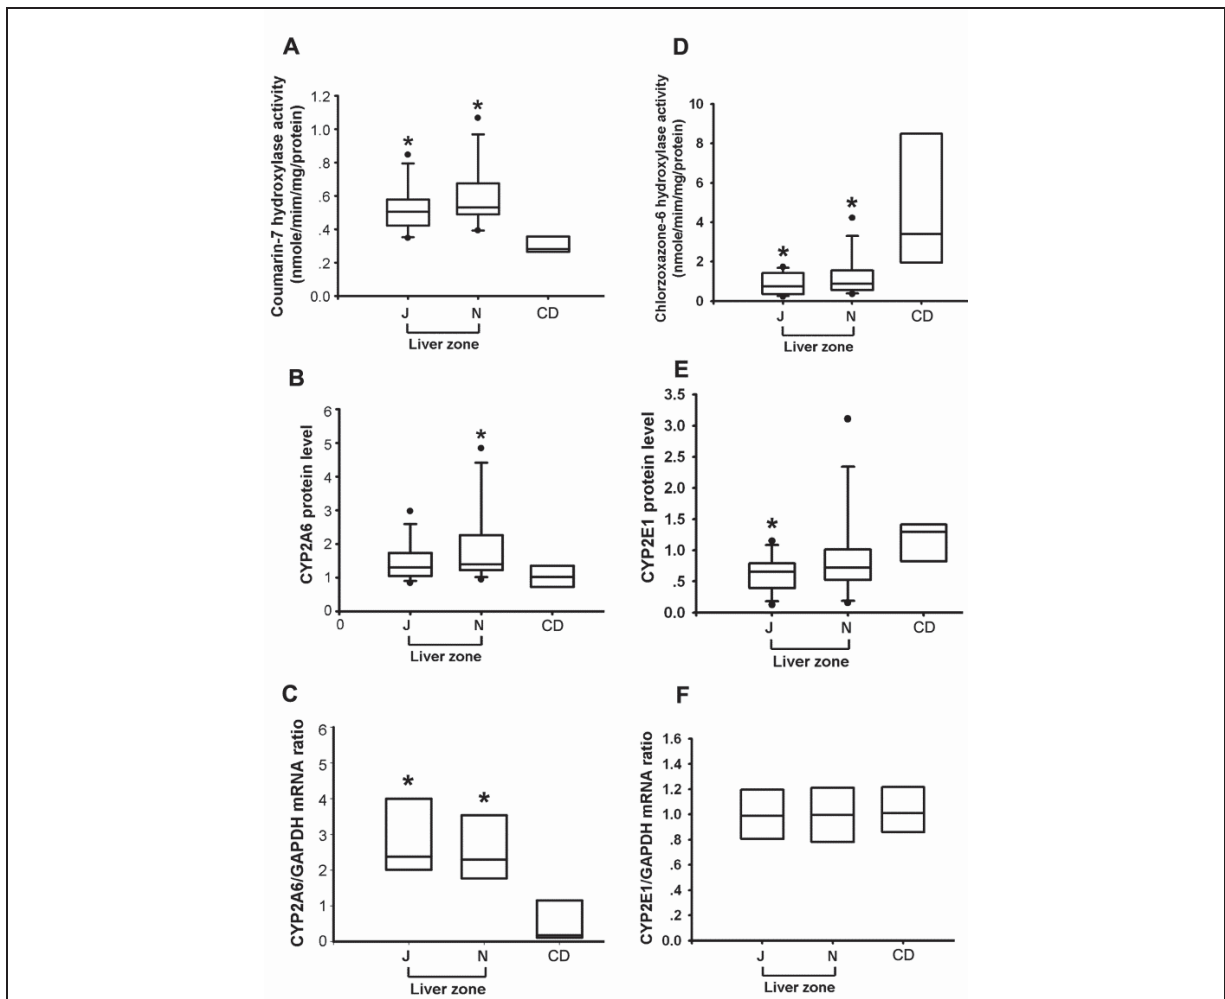 A
Coumarin-7 hydroxylase activity
(nmole/mim/mg/protein)
1.2
1.0
.8
.6
.4
.2
0.0
*
*
J
N
CD
Liver zone
D
Chlorzoxazone-6 hydroxylase activity
(nmole/mim/mg/protein)
10
8
6
4
2
0
*
*
J
N
CD
Liver zone
B
CYP2A6 protein level
6
5
4
3
2
1
0
*
0
J
N
CD
Liver zone
E
CYP2E1 protein level
3.5
3.0
2.5
2.0
1.5
1.0
.5
0.0
*
J
N
CD
Liver zone
C
CYP2A6/GAPDH mRNA ratio
6
5
4
3
2
1
0
*
*
J
N
CD
Liver zone
F
CYP2E1/GAPDH mRNA ratio
1.6
1.4
1.2
1.0
.8
.6
.4
.2
0.0
J
N
CD
Liver zone